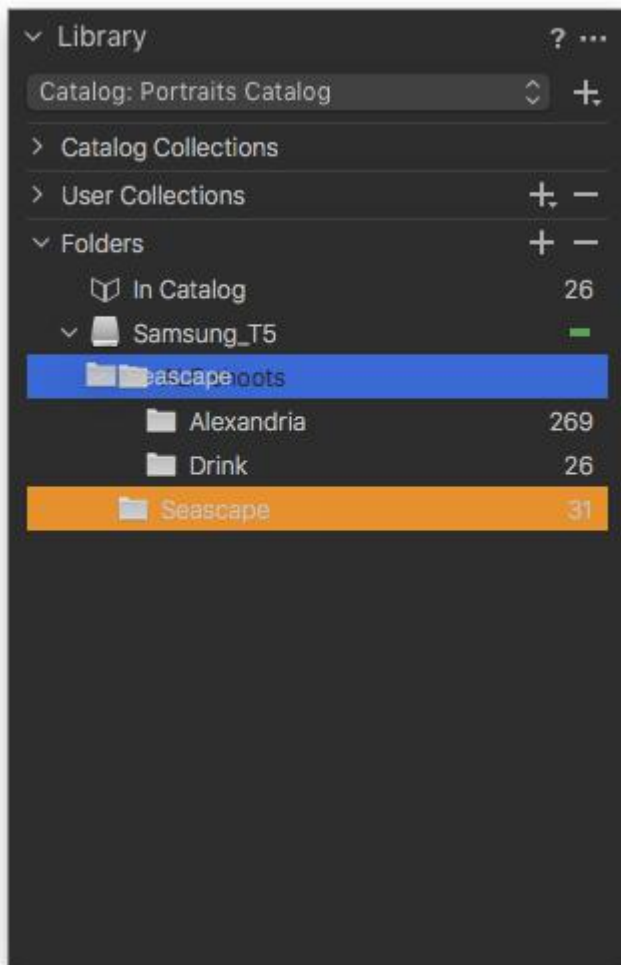 Library ? ...
Catalog: Portraits Catalog
Catalog Collections
User Collections
Folders
In Catalog 26
Samsung_T5
Seascape
Alexandria 269
Drink 26
Seascape 31